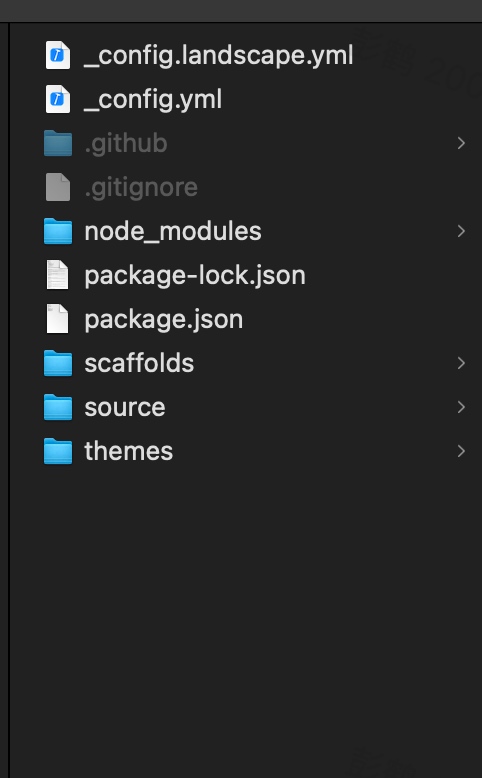 _config.landscape.yml
_config.yml
.github
.gitignore
node_modules
package-lock.json
package.json
scaffolds
source
themes